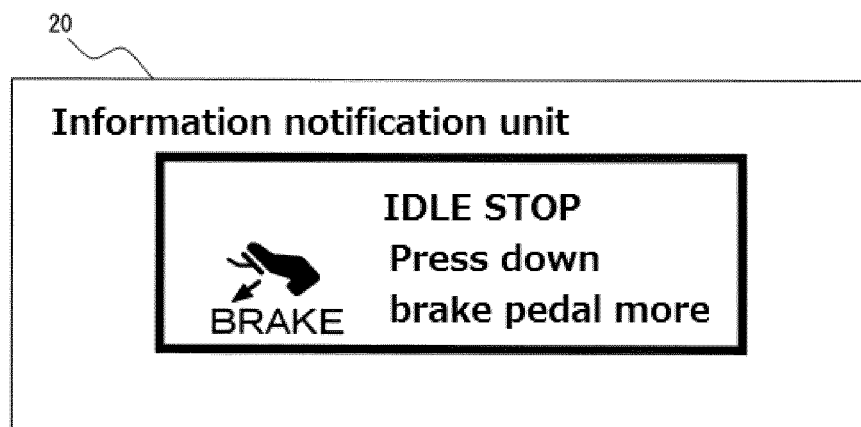 20
Information notification unit
IDLE STOP
Press down
brake pedal more
BRAKE